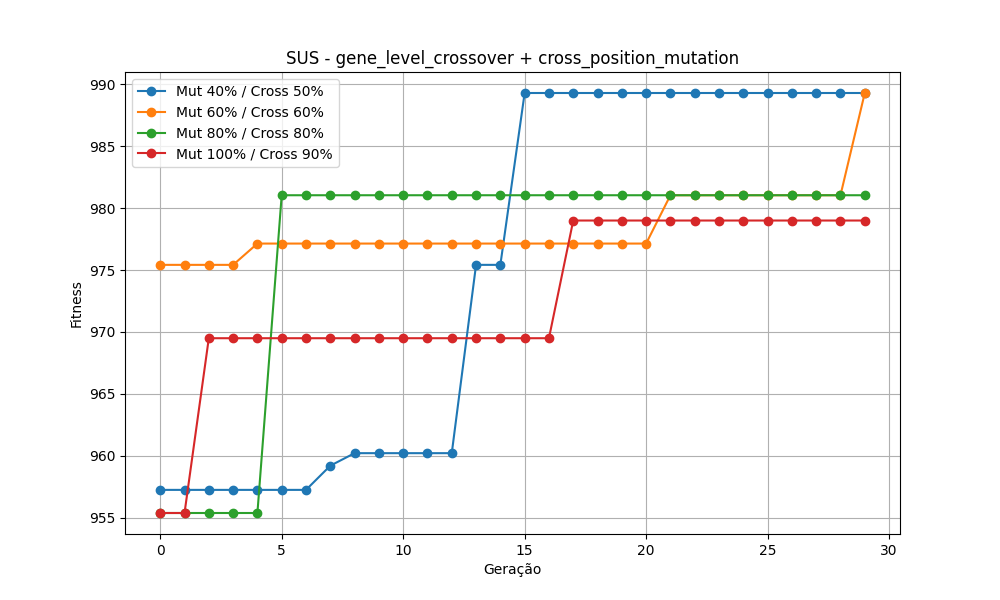 SUS - gene_level_crossover + cross_position_mutation
Mut 40% / Cross 50%
Mut 60% / Cross 60%
Mut 80% / Cross 80%
Mut 100% / Cross 90%
Fitness
990
985
980
975
970
965
960
955
0 5 10 15 20 25 30
Geração